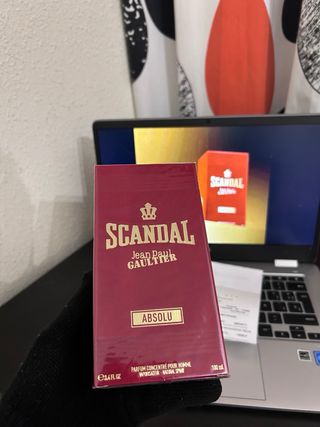 SCANDAL
Jean Paul
GAULTIER
ABSOLU
PARFUM CONCENTRÉ POUR HOMME
VAPORISATEUR - NATURAL SPRAY
℮3.4 FL.OZ
100 ml
SCANDAL